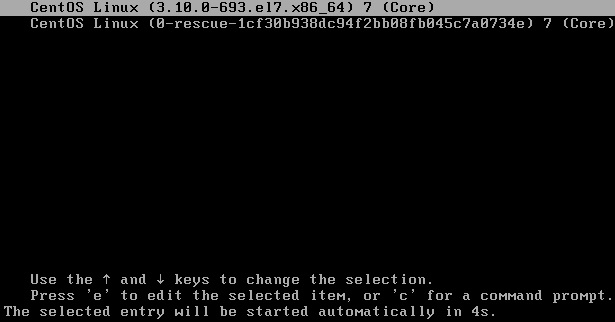 CentOS Linux (3.10.0-693.el7.x86_64) 7 (Core)
CentOS Linux (0-rescue-1cf30b938dc94f2bb08fb045c7a0734e) 7 (Core)
Use the ↑ and ↓ keys to change the selection.
Press 'e' to edit the selected item, or 'c' for a command prompt.
The selected entry will be started automatically in 4s.